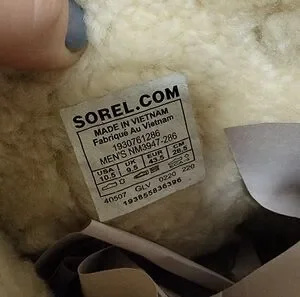 SOREL.COM
MADE IN VIETNAM
Fabriqué Au Vietnam
1930761286
MEN'S NM3947-286
USA UK EUR CM
10.5 9.5 43.5 28.5
40507 GLV 0220 220
193855836396